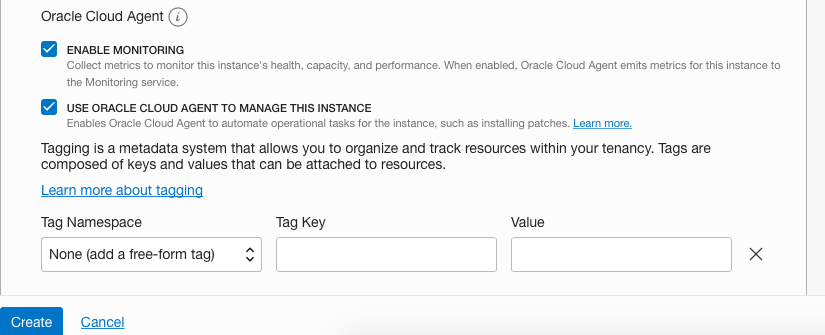 Oracle Cloud Agent
ENABLE MONITORING
Collect metrics to monitor this instance's health, capacity, and performance. When enabled, Oracle Cloud Agent emits metrics for this instance to
the Monitoring service.
USE ORACLE CLOUD AGENT TO MANAGE THIS INSTANCE
Enables Oracle Cloud Agent to automate operational tasks for the instance, such as installing patches. Learn more.
Tagging is a metadata system that allows you to organize and track resources within your tenancy. Tags are
composed of keys and values that can be attached to resources.
Learn more about tagging
Tag Namespace Tag Key Value
None (add a free-form tag)
Create Cancel